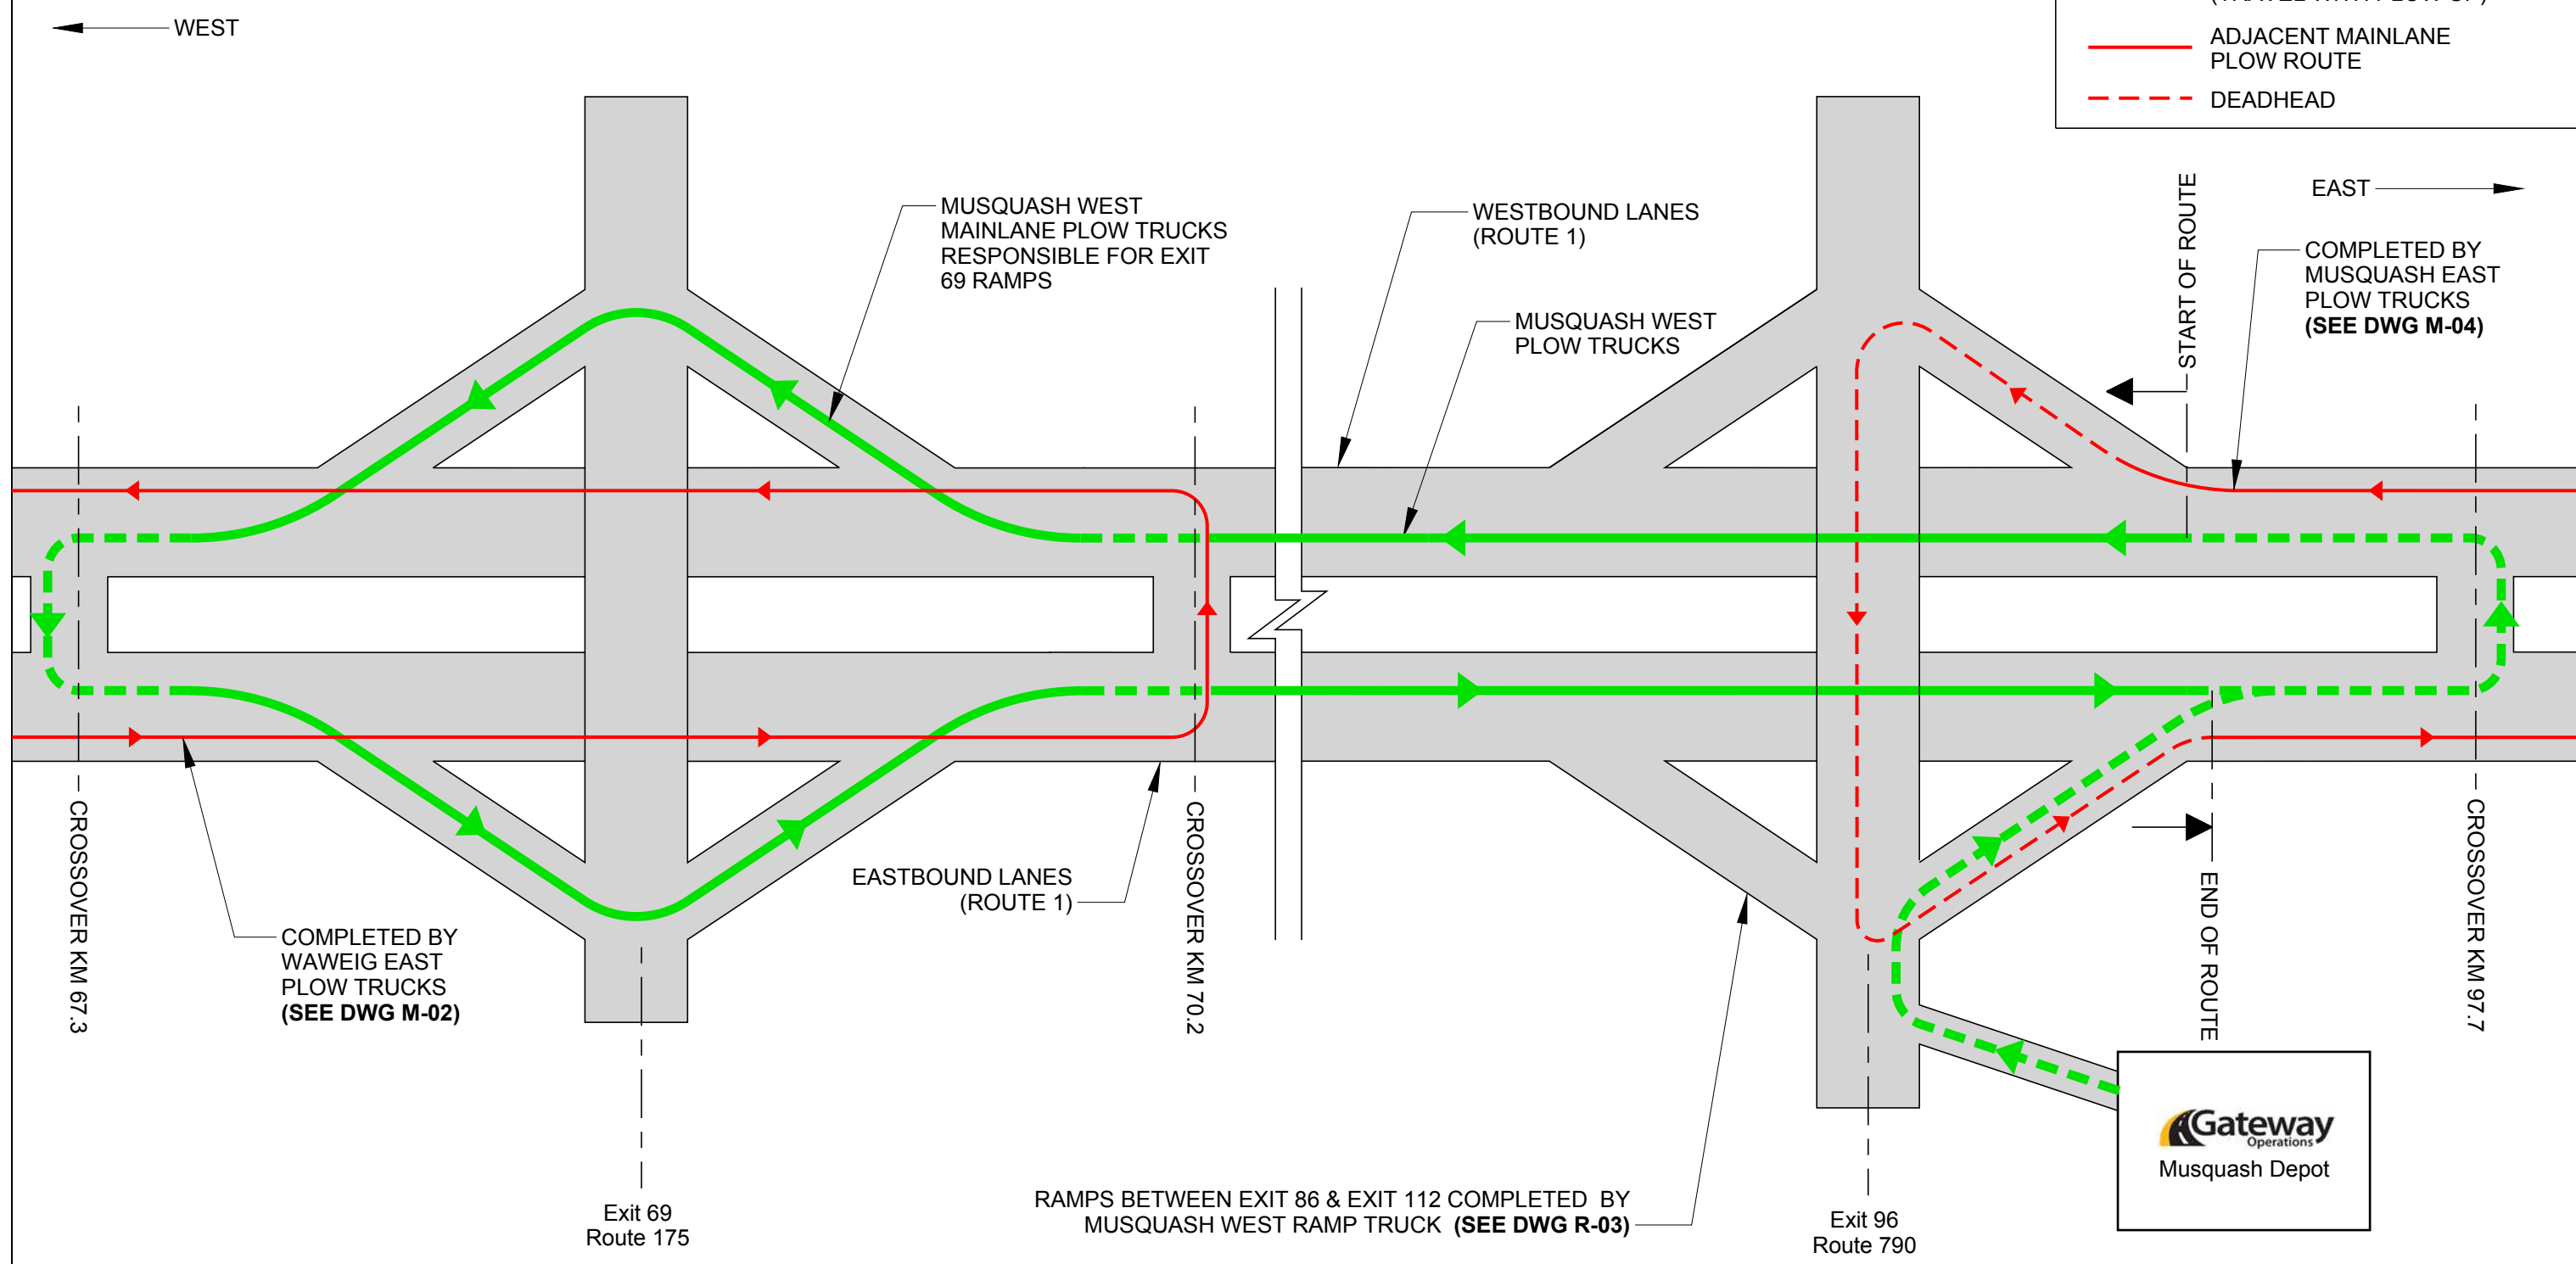 WEST
ADJACENT MAINLANE
PLOW ROUTE
DEADHEAD
EAST
START OF ROUTE
MUSQUASH WEST
MAINLANE PLOW TRUCKS
RESPONSIBLE FOR EXIT
69 RAMPS
WESTBOUND LANES
(ROUTE 1)
MUSQUASH WEST
PLOW TRUCKS
COMPLETED BY
MUSQUASH EAST
PLOW TRUCKS
(SEE DWG M-04)
CROSSOVER KM 67.3
COMPLETED BY
WAWEIG EAST
PLOW TRUCKS
(SEE DWG M-02)
EASTBOUND LANES
(ROUTE 1)
CROSSOVER KM 70.2
END OF ROUTE
CROSSOVER KM 97.7
Gateway
Operations
Musquash Depot
Exit 69
Route 175
RAMPS BETWEEN EXIT 86 & EXIT 112 COMPLETED BY
MUSQUASH WEST RAMP TRUCK (SEE DWG R-03)
Exit 96
Route 790